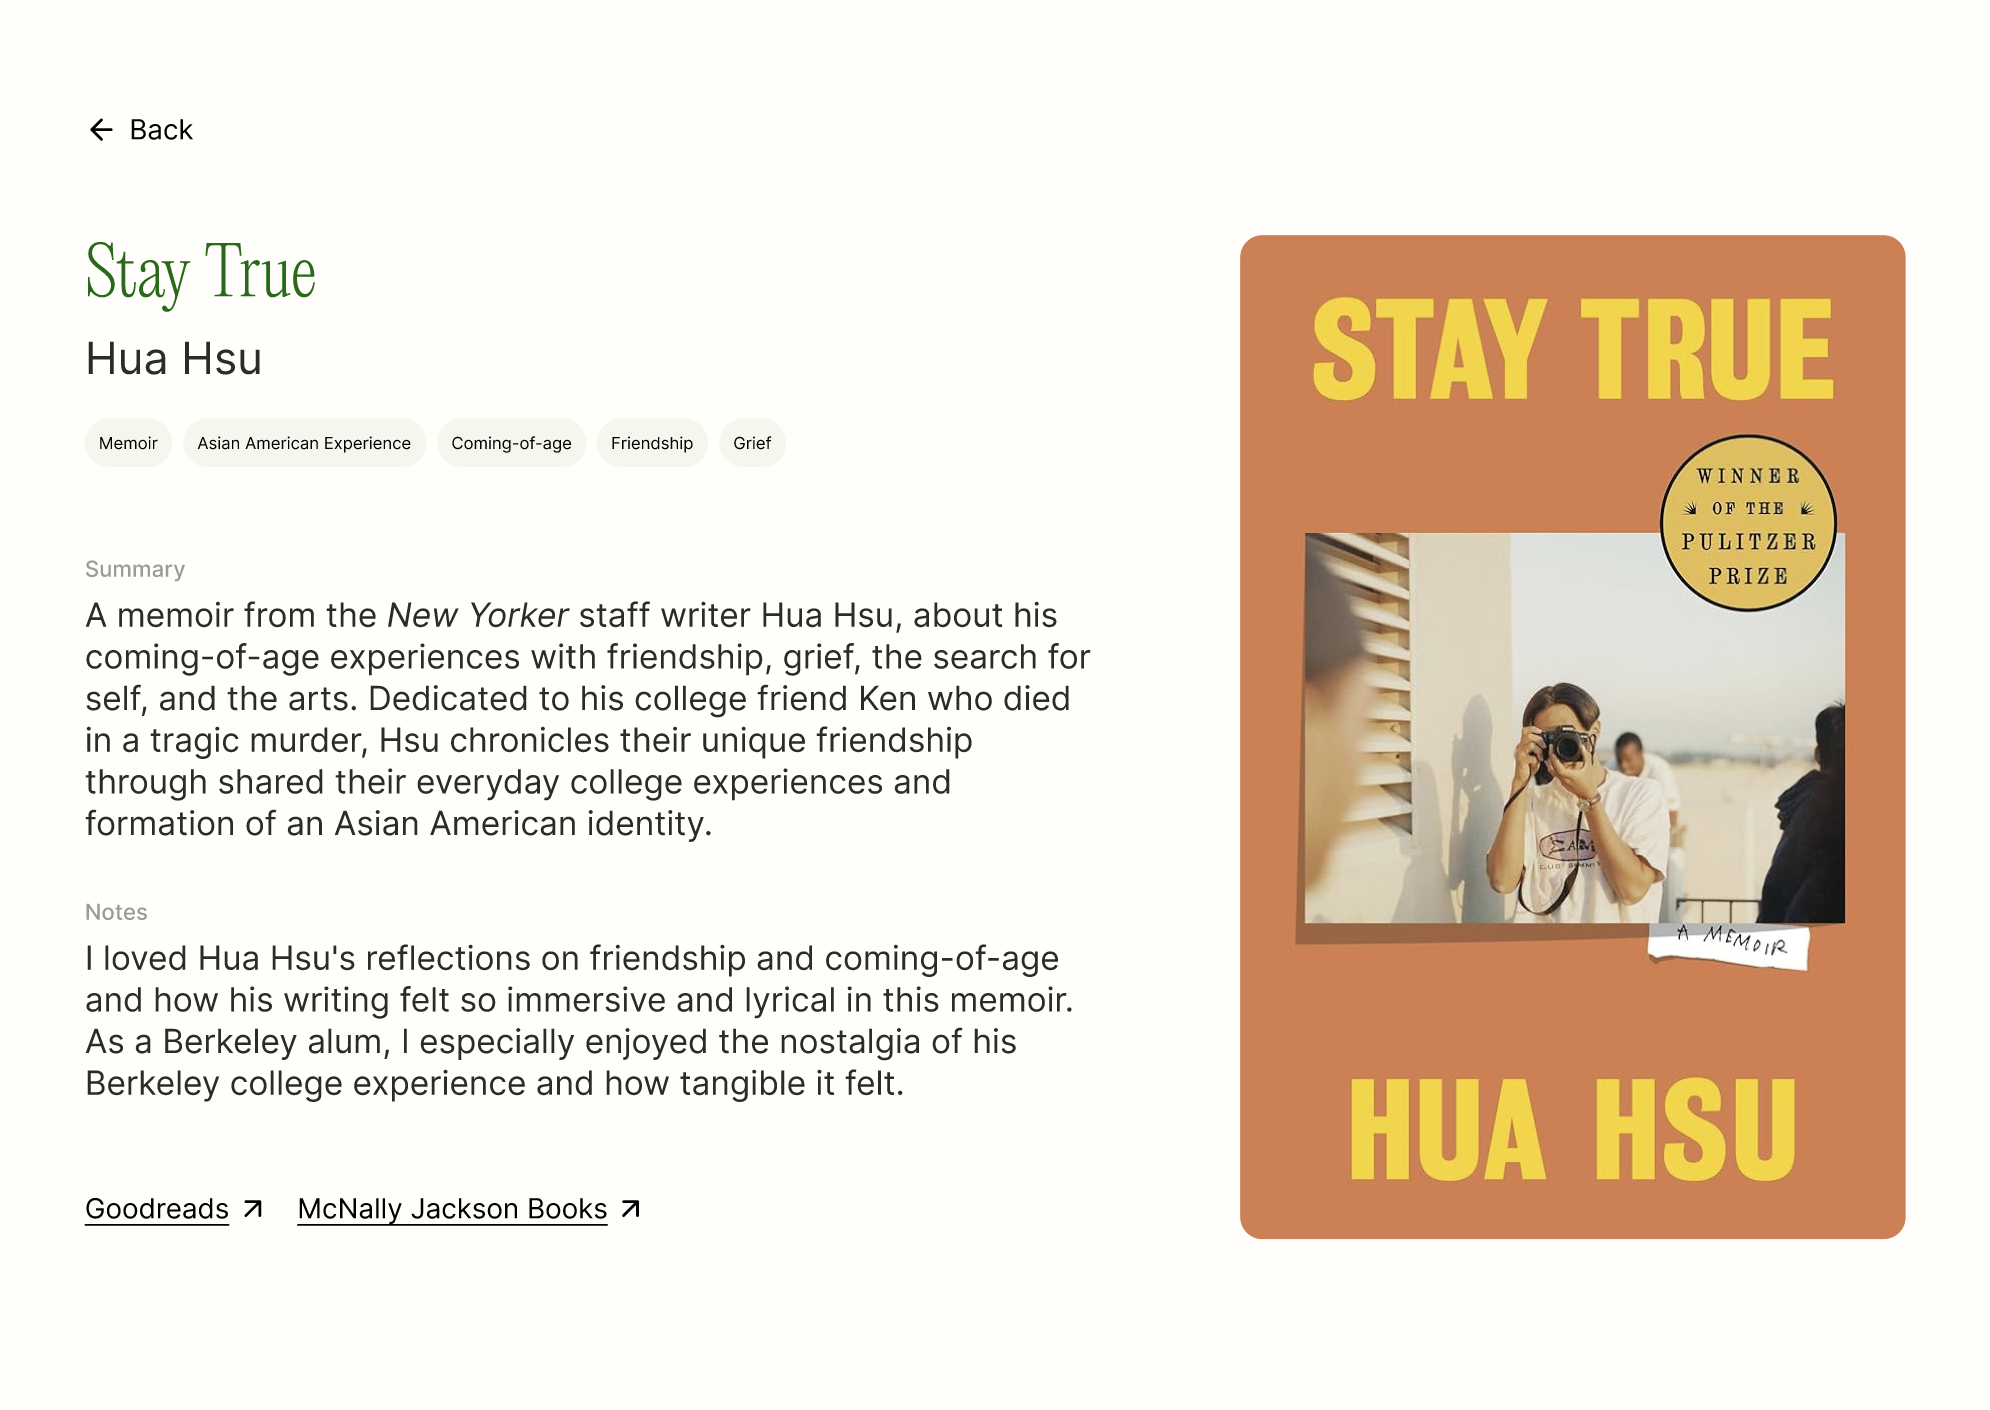 Back
Stay True
Hua Hsu
Memoir
Asian American Experience
Coming-of-age
Friendship
Grief
Summary
A memoir from the New Yorker staff writer Hua Hsu, about his
coming-of-age experiences with friendship, grief, the search for
self, and the arts. Dedicated to his college friend Ken who died
in a tragic murder, Hsu chronicles their unique friendship
through shared their everyday college experiences and
formation of an Asian American identity.
Notes
I loved Hua Hsu's reflections on friendship and coming-of-age
and how his writing felt so immersive and lyrical in this memoir.
As a Berkeley alum, I especially enjoyed the nostalgia of his
Berkeley college experience and how tangible it felt.
Goodreads
McNally Jackson Books
STAY TRUE
WINNER
OF THE
PULITZER
PRIZE
A MEMOIR
HUA HSU